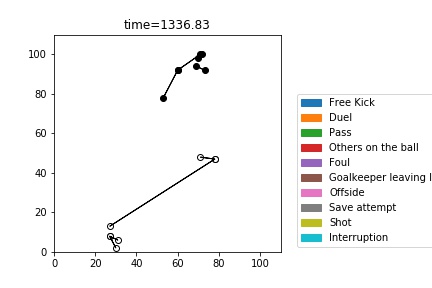 time=1336.83
100
80
60
40
20
0
0 20 40 60 80 100
Free Kick
Duel
Pass
Others on the ball
Foul
Goalkeeper leaving l
Offside
Save attempt
Shot
Interruption